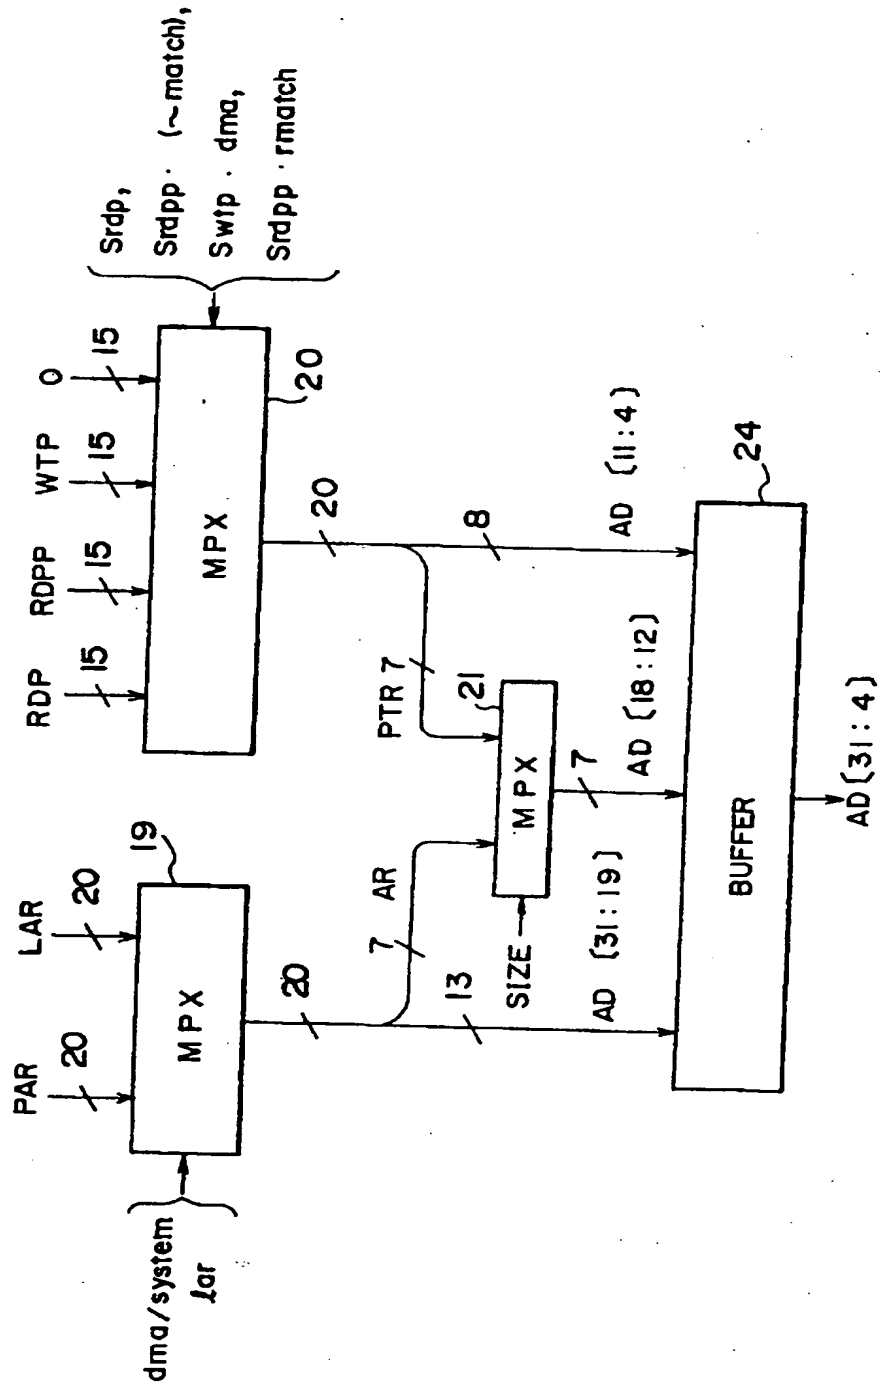 PAR
20
LAR
20
19
MPX
dma/system
lar
20
7
AR
13
SIZE
AD (31:19)
RDP
15
RDPP
15
WTP
15
0
15
MPX
20
Srdp,
Srdpp · (~match),
Swtp · dma,
Srdpp · rmatch
20
PTR 7
21
MPX
7
AD (18:12)
8
AD (11:4)
24
BUFFER
AD (31:4)